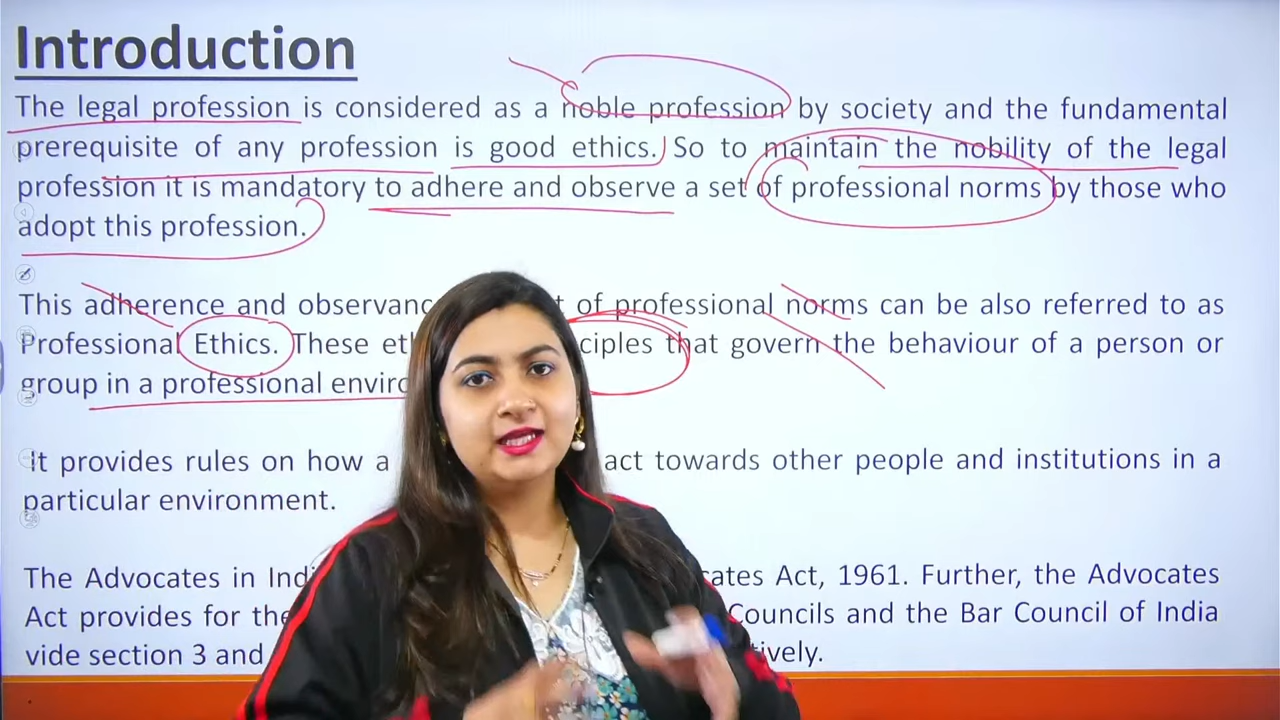 Introduction
The legal profession is considered as a noble profession by society and the fundamental
prerequisite of any profession is good ethics. So to maintain the nobility of the legal
profession it is mandatory to adhere and observe a set of professional norms by those who
adopt this profession.
This adherence and observanc of professional norms can be also referred to as
Professional Ethics. These et ciples that govern the behaviour of a person or
group in a professional enviro
It provides rules on how a act towards other people and institutions in a
particular environment.
The Advocates in Ind cates Act, 1961. Further, the Advocates
Act provides for the Councils and the Bar Council of India
vide section 3 and tively.